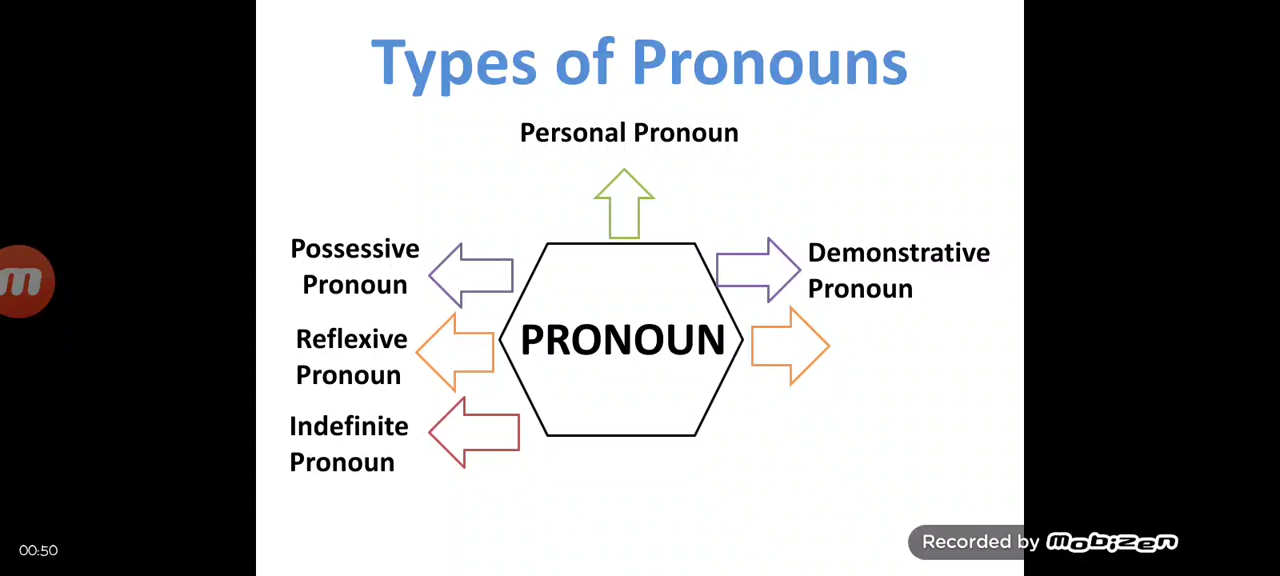 Types of Pronouns
Personal Pronoun
Possessive
Pronoun
Demonstrative
Pronoun
Reflexive
Pronoun
PRONOUN
Indefinite
Pronoun
00:50
Recorded by mobizen